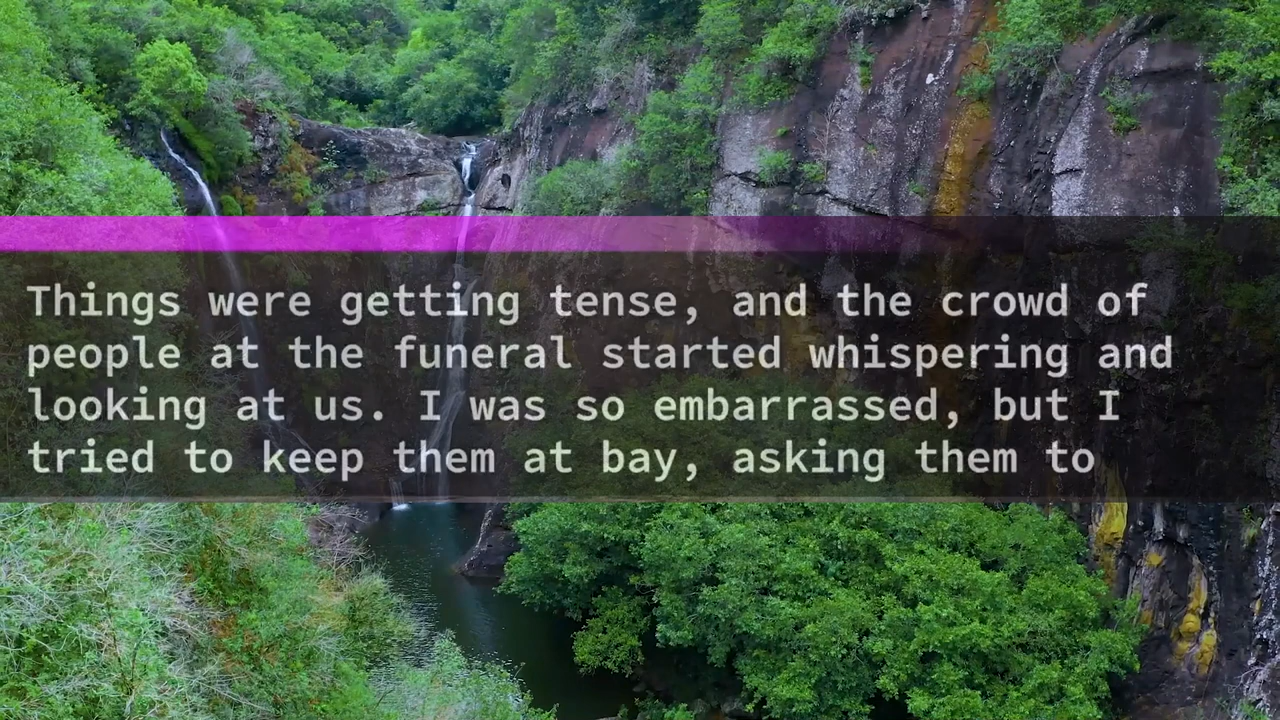 Things were getting tense, and the crowd of
people at the funeral started whispering and
looking at us. I was so embarrassed, but I
tried to keep them at bay, asking them to